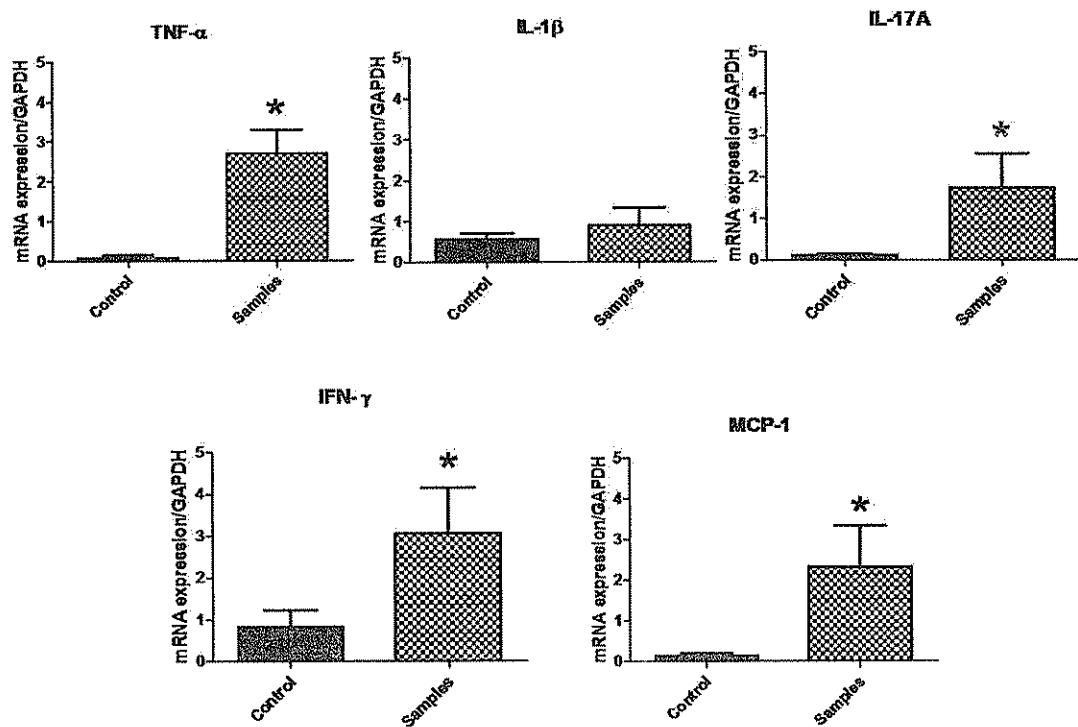 TNF-α
mRNA expression/GAPDH
5
4
3
2
1
0
*
Control
Samples
IL-1β
mRNA expression/GAPDH
5
4
3
2
1
0
Control
Samples
IL-17A
mRNA expression/GAPDH
5
4
3
2
1
0
*
Control
Samples
IFN- γ
mRNA expression/GAPDH
5
4
3
2
1
0
*
Control
Samples
MCP-1
mRNA expression/GAPDH
5
4
3
2
1
0
*
Control
Samples